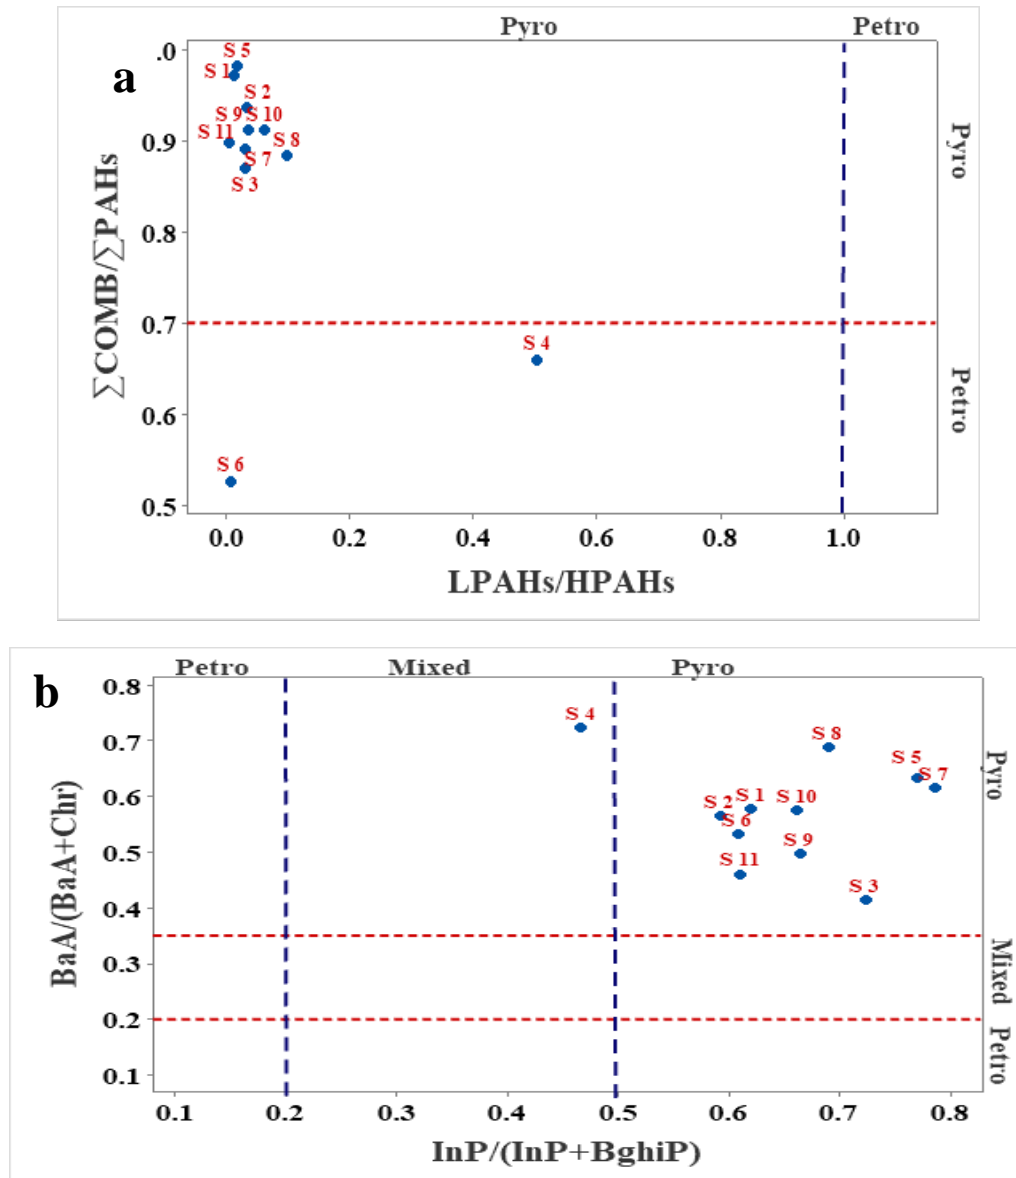 Pyro Petro
a
.0
S 5
S 1
S 2
S 9 S 10
S 11
S 8
S 7
S 3
0.9
0.8
0.7
0.6
0.5
S 4
S 6
∑COMB/∑PAHs
Pyro
Petro
0.0 0.2 0.4 0.6 0.8 1.0
LPAHs/HPAHs
Petro Mixed Pyro
b
0.8
0.7
0.6
0.5
0.4
0.3
0.2
0.1
S 4
S 8
S 5
S 7
S 2 S 1 S 10
S 6
S 9
S 11
S 3
BaA/(BaA+Chr)
Pyro
Mixed
Petro
0.1 0.2 0.3 0.4 0.5 0.6 0.7 0.8
InP/(InP+BghiP)